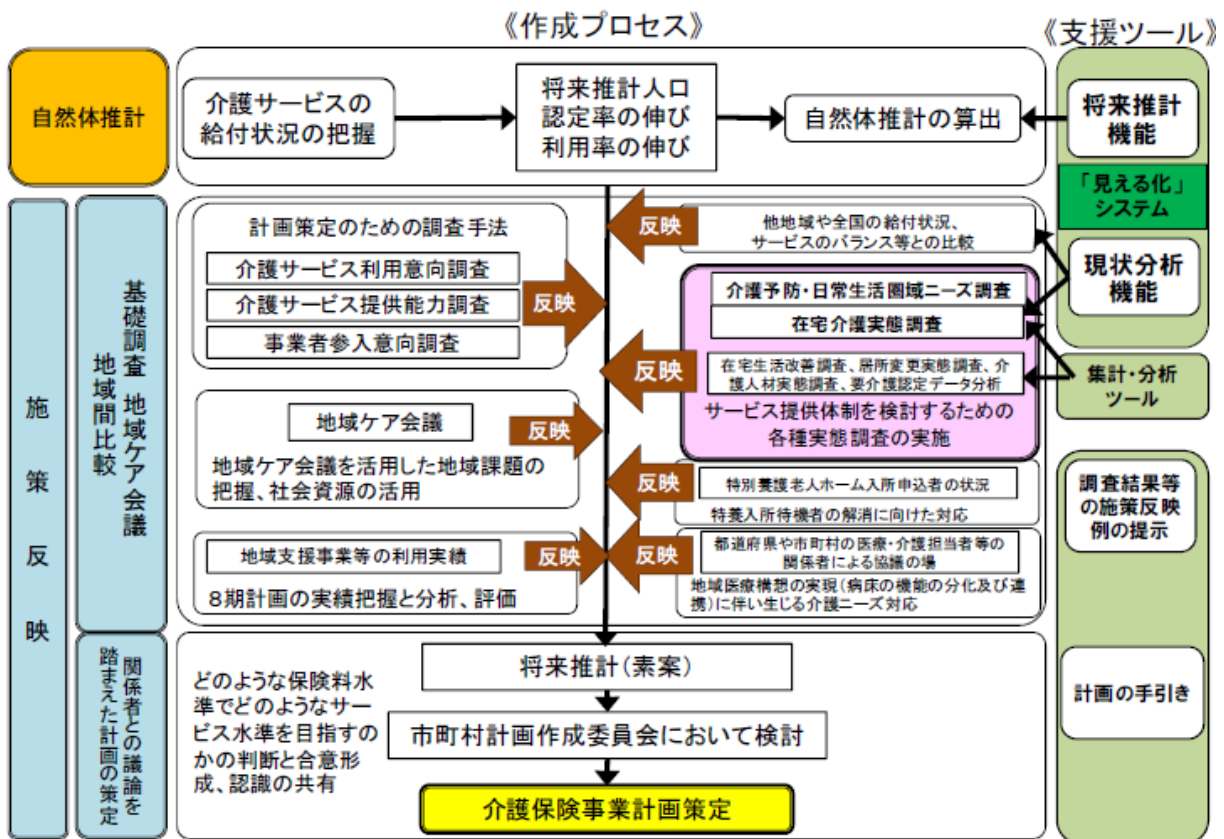 《作成プロセス》
《支援ツール》
自然体推計
介護サービスの
給付状況の把握
将来推計人口
認定率の伸び
利用率の伸び
自然体推計の算出
将来推計
機能
「見える化」
システム
現状分析
機能
集計・分析
ツール
施策反映
基礎調査 地域ケア会議
地域間比較
計画策定のための調査手法
介護サービス利用意向調査
介護サービス提供能力調査
事業者参入意向調査
反映
反映
他地域や全国の給付状況、
サービスのバランス等との比較
介護予防・日常生活圏域ニーズ調査
在宅介護実態調査
反映
在宅生活改善調査、居所変更実態調査、介
護人材実態調査、要介護認定データ分析
サービス提供体制を検討するための
各種実態調査の実施
地域ケア会議
反映
地域ケア会議を活用した地域課題の
把握、社会資源の活用
反映
特別養護老人ホーム入所申込者の状況
特養入所待機者の解消に向けた対応
地域支援事業等の利用実績
反映
8期計画の実績把握と分析、評価
反映
都道府県や市町村の医療・介護担当者等の
関係者による協議の場
地域医療構想の実現(病床の機能の分化及び連
携)に伴い生じる介護ニーズ対応
調査結果等
の施策反映
例の提示
計画の手引き
関係者との議論を
踏まえた計画の策定
どのような保険料水
準でどのようなサー
ビス水準を目指すの
かの判断と合意形
成、認識の共有
将来推計(素案)
市町村計画作成委員会において検討
介護保険事業計画策定